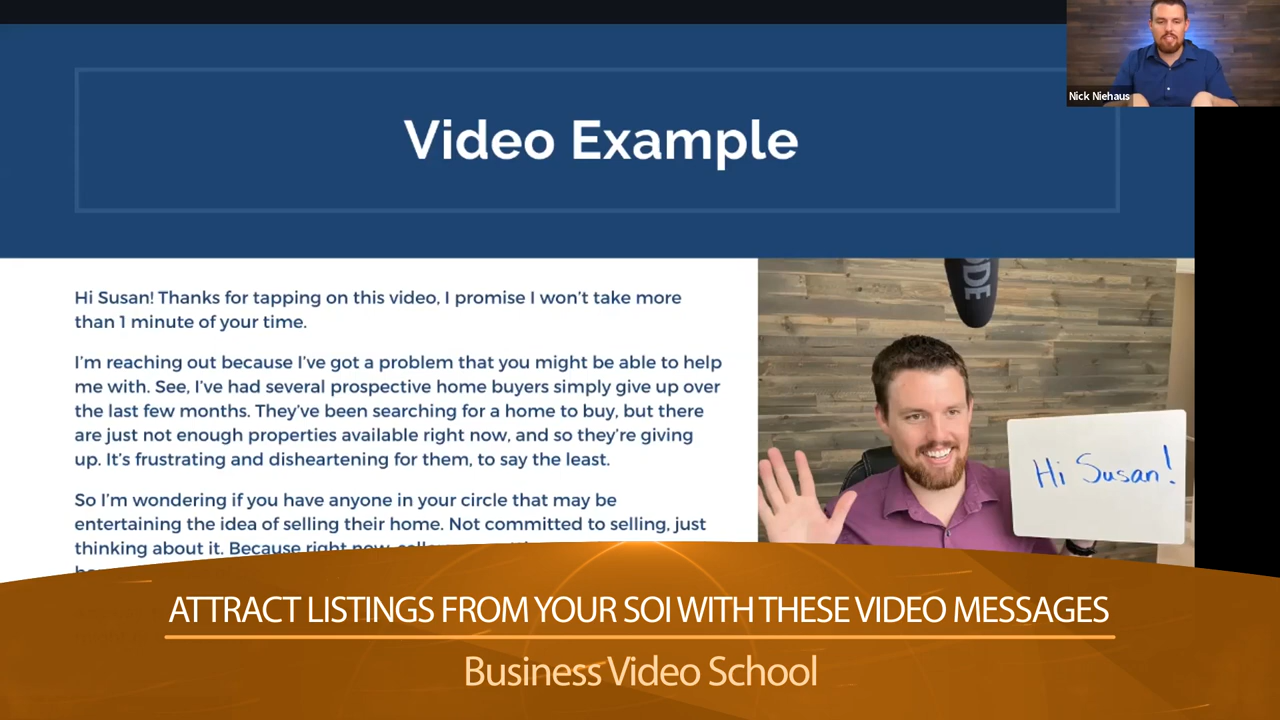 Nick Niehaus
Video Example
Hi Susan! Thanks for tapping on this video, I promise I won't take more
than 1 minute of your time.
I'm reaching out because I've got a problem that you might be able to help
me with. See, I've had several prospective home buyers simply give up over
the last few months. They've been searching for a home to buy, but there
are just not enough properties available right now, and so they're giving
up. It's frustrating and disheartening for them, to say the least.
So I'm wondering if you have anyone in your circle that may be
entertaining the idea of selling their home. Not committed to selling, just
thinking about it. Because right now,
ODE
Hi Susan!
ATTRACT LISTINGS FROM YOUR SOI WITH THESE VIDEO MESSAGES
Business Video School